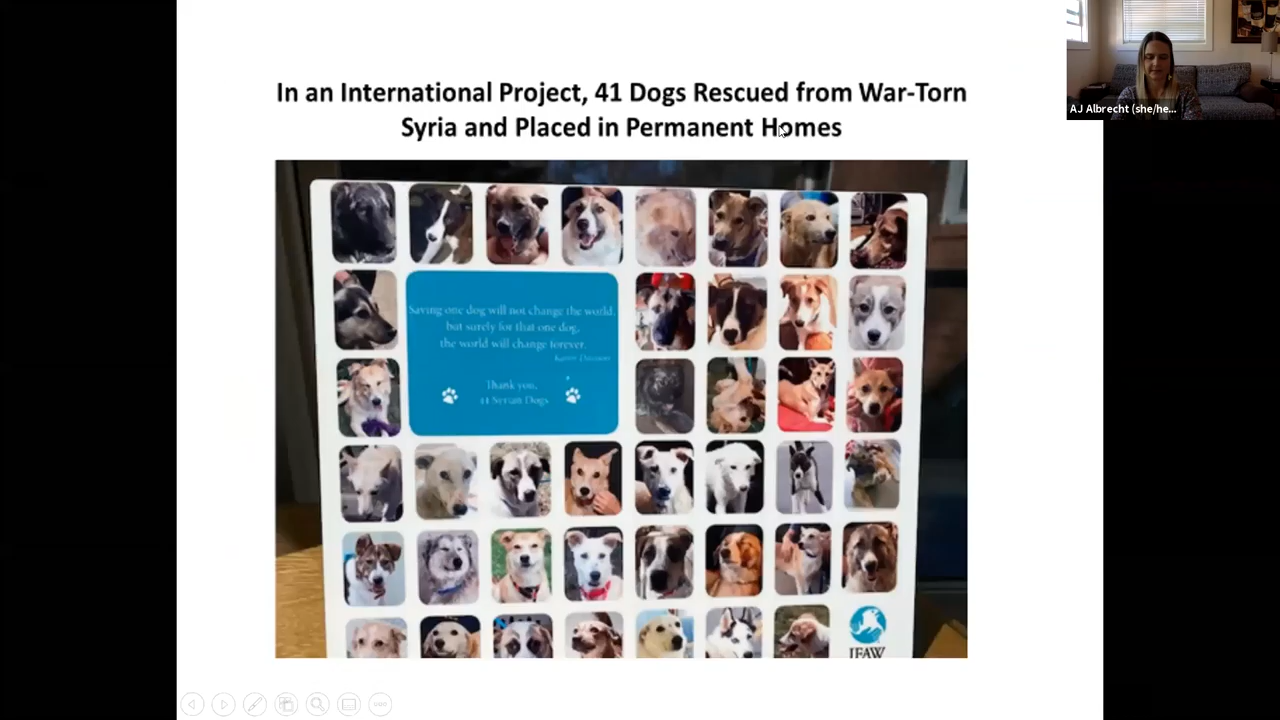 In an International Project, 41 Dogs Rescued from War-Torn
Syria and Placed in Permanent Homes
AJ Albrecht (she/he...
Saving one dog will not change the world,
but surely for that one dog,
the world will change forever.
Karen Davison
Thank you,
41 Syrian Dogs
IFAW